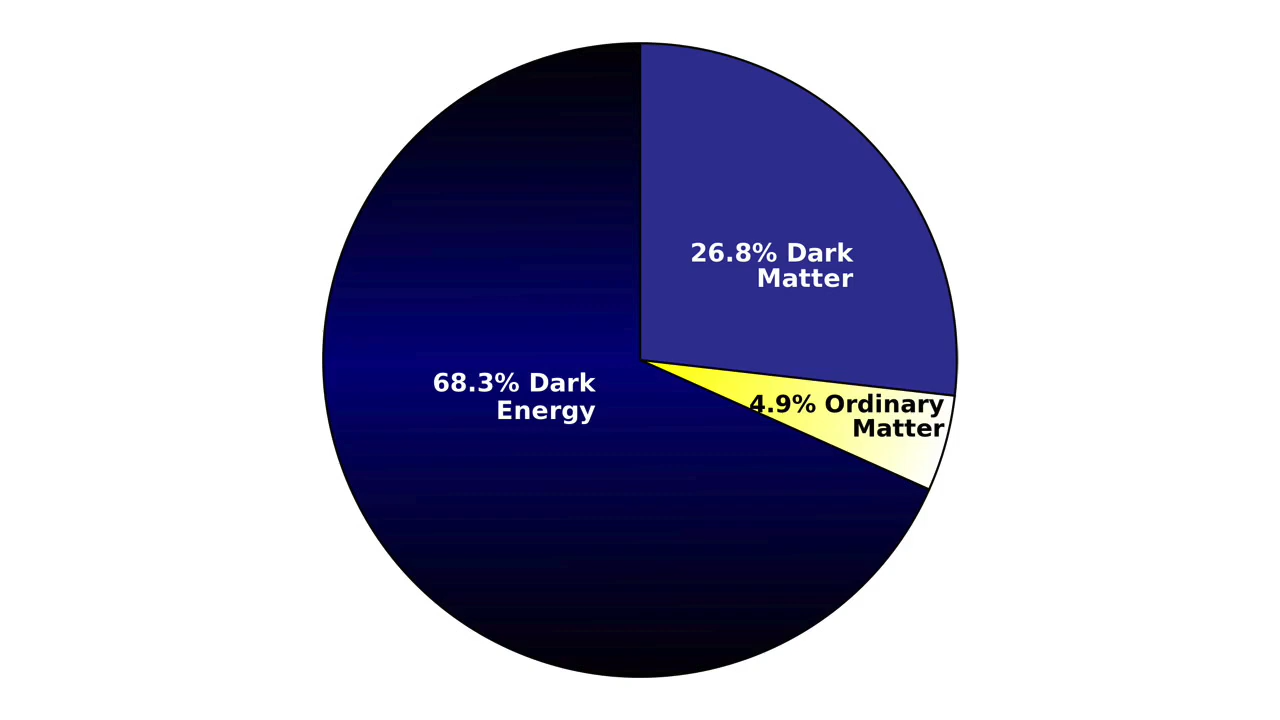 26.8% Dark
Matter
68.3% Dark
Energy
4.9% Ordinary
Matter